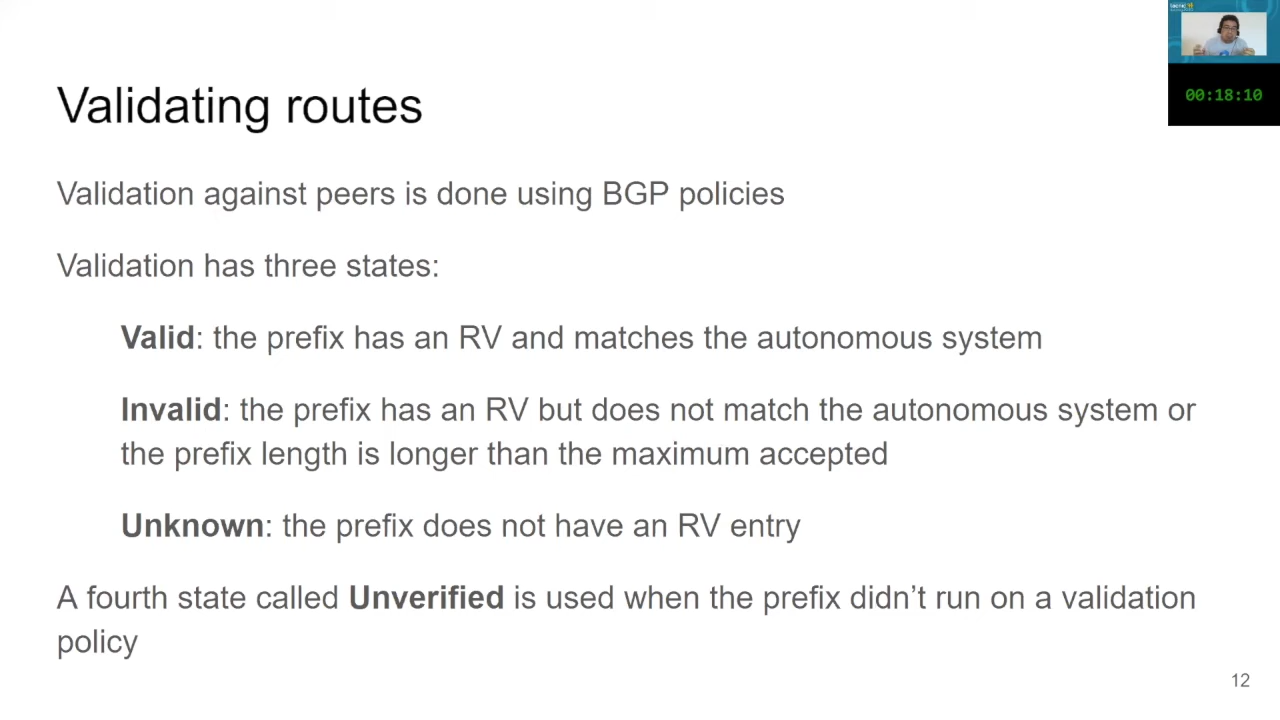 Validating routes
00:18:10
Validation against peers is done using BGP policies
Validation has three states:
Valid: the prefix has an RV and matches the autonomous system
Invalid: the prefix has an RV but does not match the autonomous system or
the prefix length is longer than the maximum accepted
Unknown: the prefix does not have an RV entry
A fourth state called Unverified is used when the prefix didn’t run on a validation
policy
12